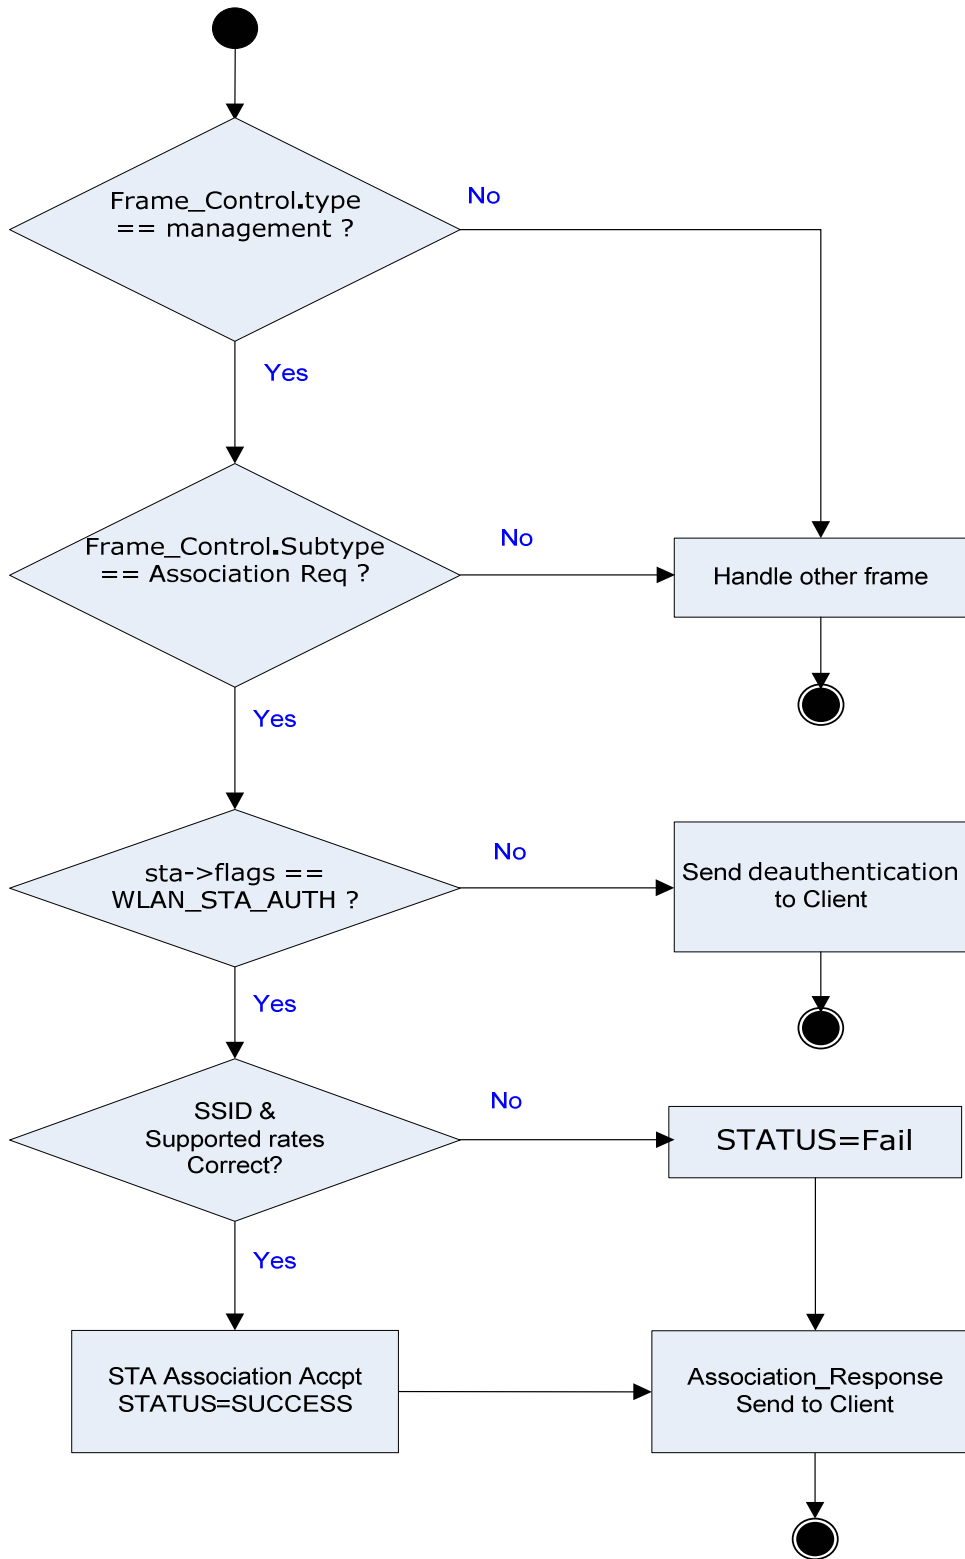 Frame_Control.type
== management ?
No
Yes
Frame_Control.Subtype
== Association Req ?
No
Handle other frame
Yes
sta->flags ==
WLAN_STA_AUTH ?
No
Send deauthentication
to Client
Yes
SSID &
Supported rates
Correct?
No
STATUS=Fail
Yes
STA Association Accpt
STATUS=SUCCESS
Association_Response
Send to Client